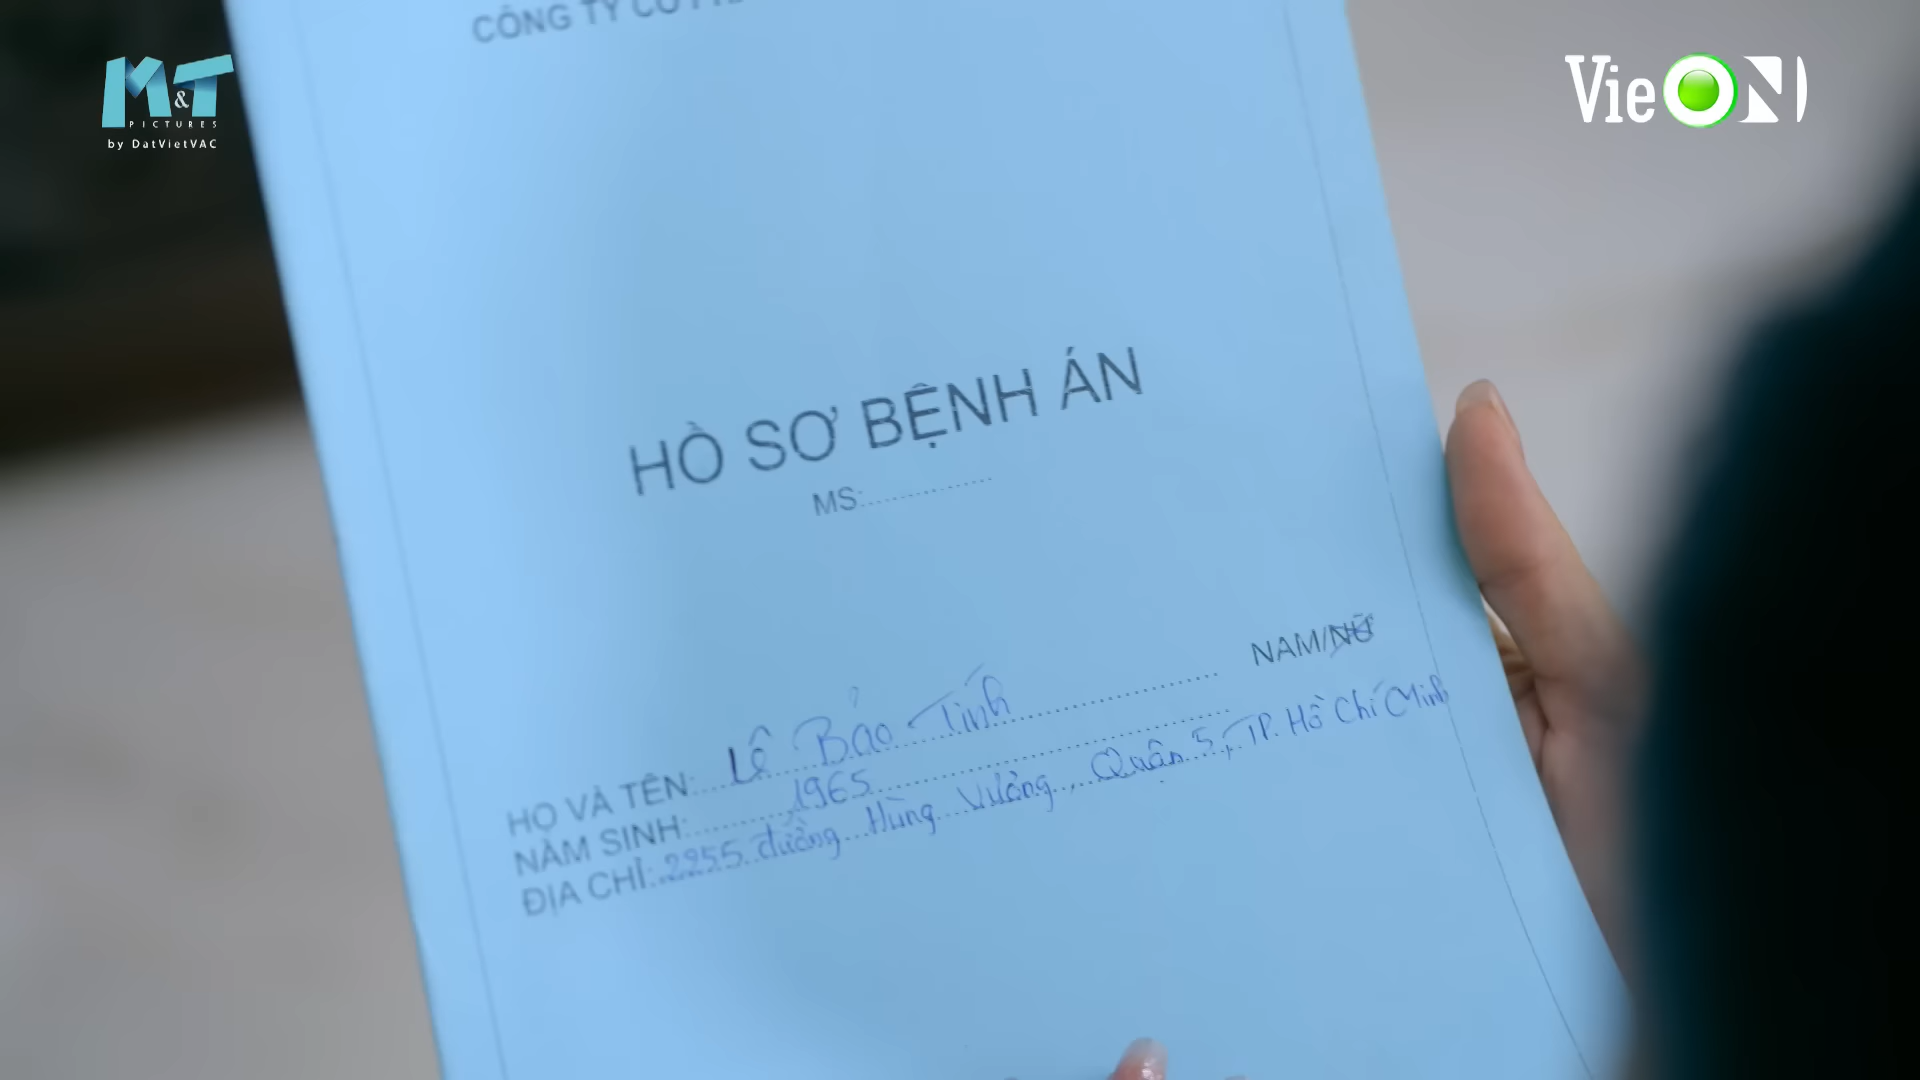 CÔNG TY CỔ
M&T
PICTURES
by DatVietVAC
VieON
HỒ SƠ BỆNH ÁN
MS:
NAM/NỮ
HỌ VÀ TÊN: Lê Bảo Tính
NĂM SINH: 1965
ĐỊA CHỈ: 2255 đường Hùng Vương, Quận 5, TP. Hồ Chí Minh